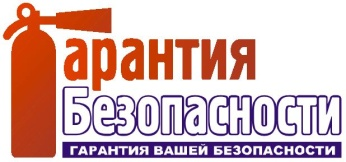 Гарантия
Безопасности
ГАРАНТИЯ ВАШЕЙ БЕЗОПАСНОСТИ